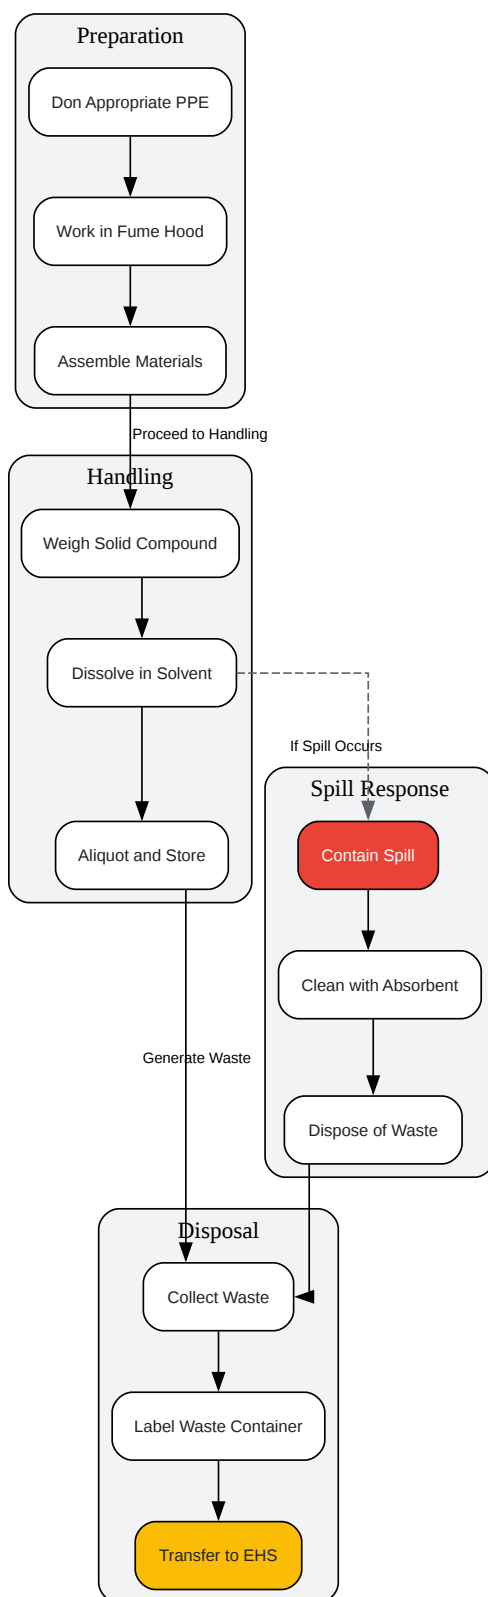 Preparation
Don Appropriate PPE
Work in Fume Hood
Assemble Materials
Proceed to Handling
Handling
Weigh Solid Compound
Dissolve in Solvent
If Spill Occurs
Spill Response
Aliquot and Store
Contain Spill
Clean with Absorbent
Generate Waste
Dispose of Waste
Disposal
Collect Waste
Label Waste Container
Transfer to EHS